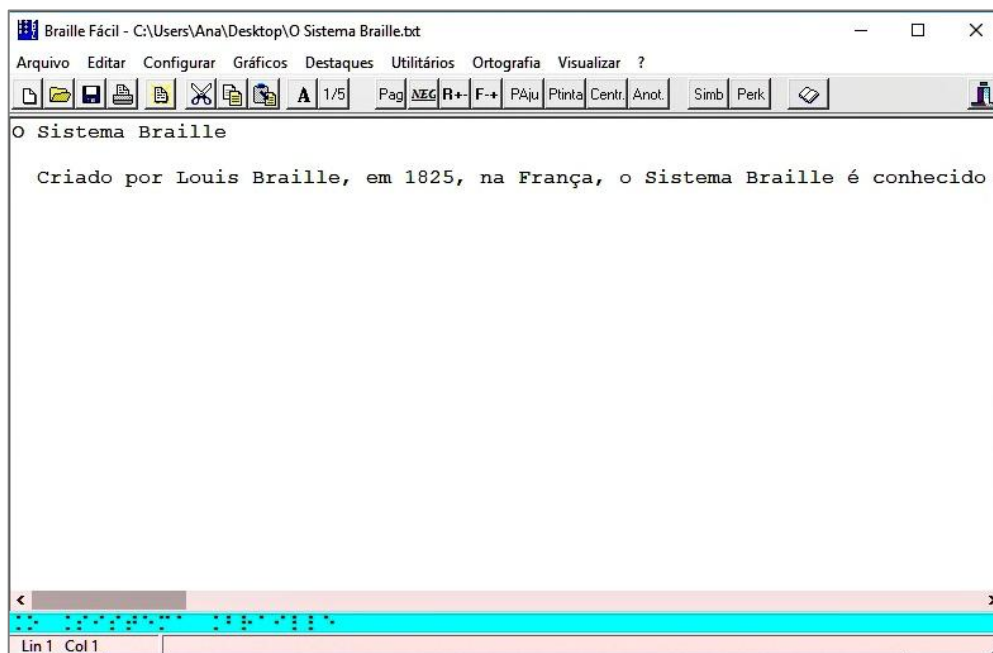 Braille Fácil - C:\Users\Ana\Desktop\O Sistema Braille.txt
Arquivo Editar Configurar Gráficos Destaques Utilitários Ortografia Visualizar ?
A 1/5 Pag NEG R+- F-+ PAju Ptinta Centr. Anot. Simb Perk
O Sistema Braille
Criado por Louis Braille, em 1825, na França, o Sistema Braille é conhecido
⠨⠕ ⠨⠎⠊⠎⠞⠑⠍⠁ ⠨⠃⠗⠁⠊⠇⠇⠑
Lin 1 Col 1